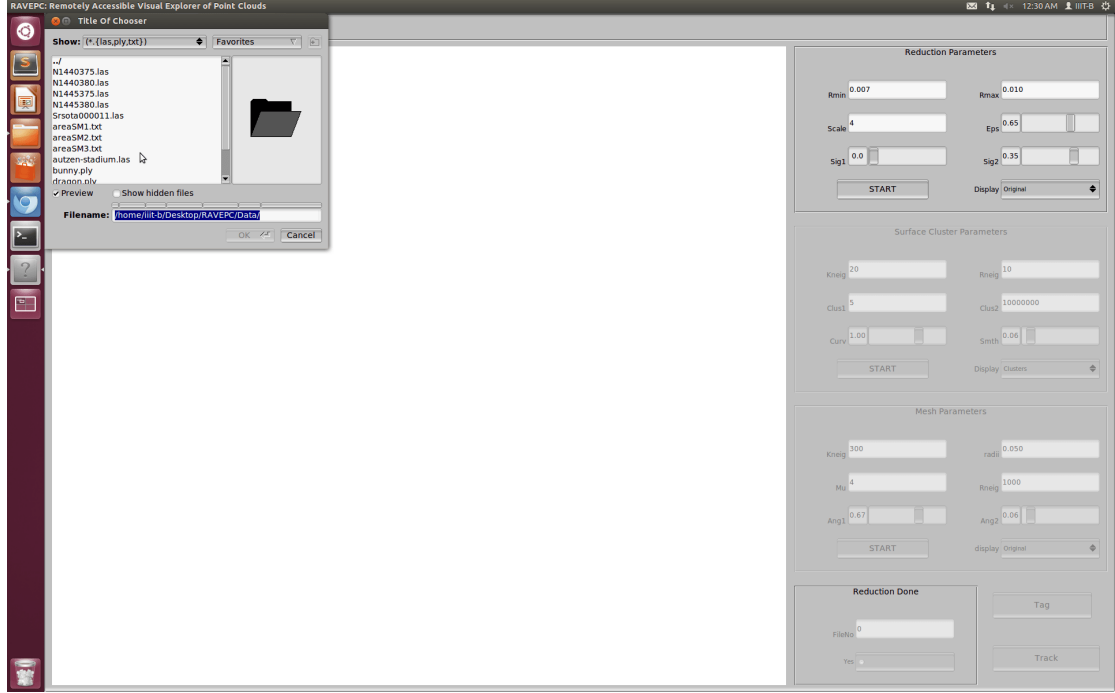 RAVEPC: Remotely Accessible Visual Explorer of Point Clouds
12:30 AM IIIT-B
Title Of Chooser
Show: (*.{las,ply,txt}) Favorites
../
N1440375.las
N1440380.las
N1445375.las
N1445380.las
Srsota000011.las
areaSM1.txt
areaSM2.txt
areaSM3.txt
autzen-stadium.las
bunny.ply
dragon.ply
Preview Show hidden files
Filename: /home/iiit-b/Desktop/RAVEPC/Data/
OK Cancel
Reduction Parameters
Rmin 0.007 Rmax 0.010
Scale 4 Eps 0.65
Sig1 0.0 Sig2 0.35
START Display Original
Surface Cluster Parameters
Kneig 20 Rneig 10
Clus1 5 Clus2 10000000
Curv 1.00 Smth 0.06
START Display Clusters
Mesh Parameters
Kneig 300 radii 0.050
Mu 4 Rneig 1000
Ang1 0.67 Ang2 0.06
START display Original
Reduction Done
FileNo 0
Yes
Tag
Track